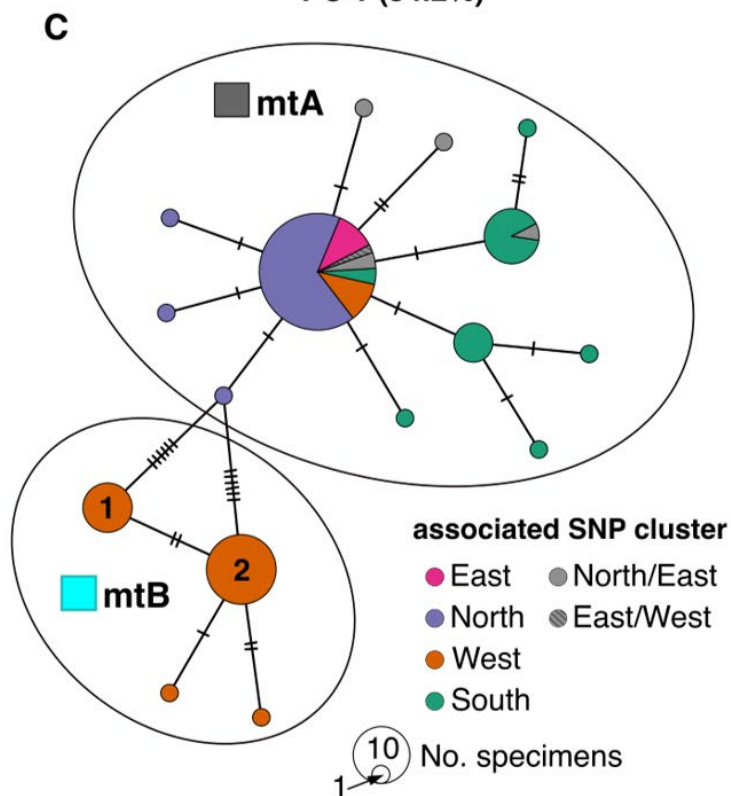 C
mtA
1
2
mtB
associated SNP cluster
East
North/East
North
East/West
West
South
10
No. specimens
1